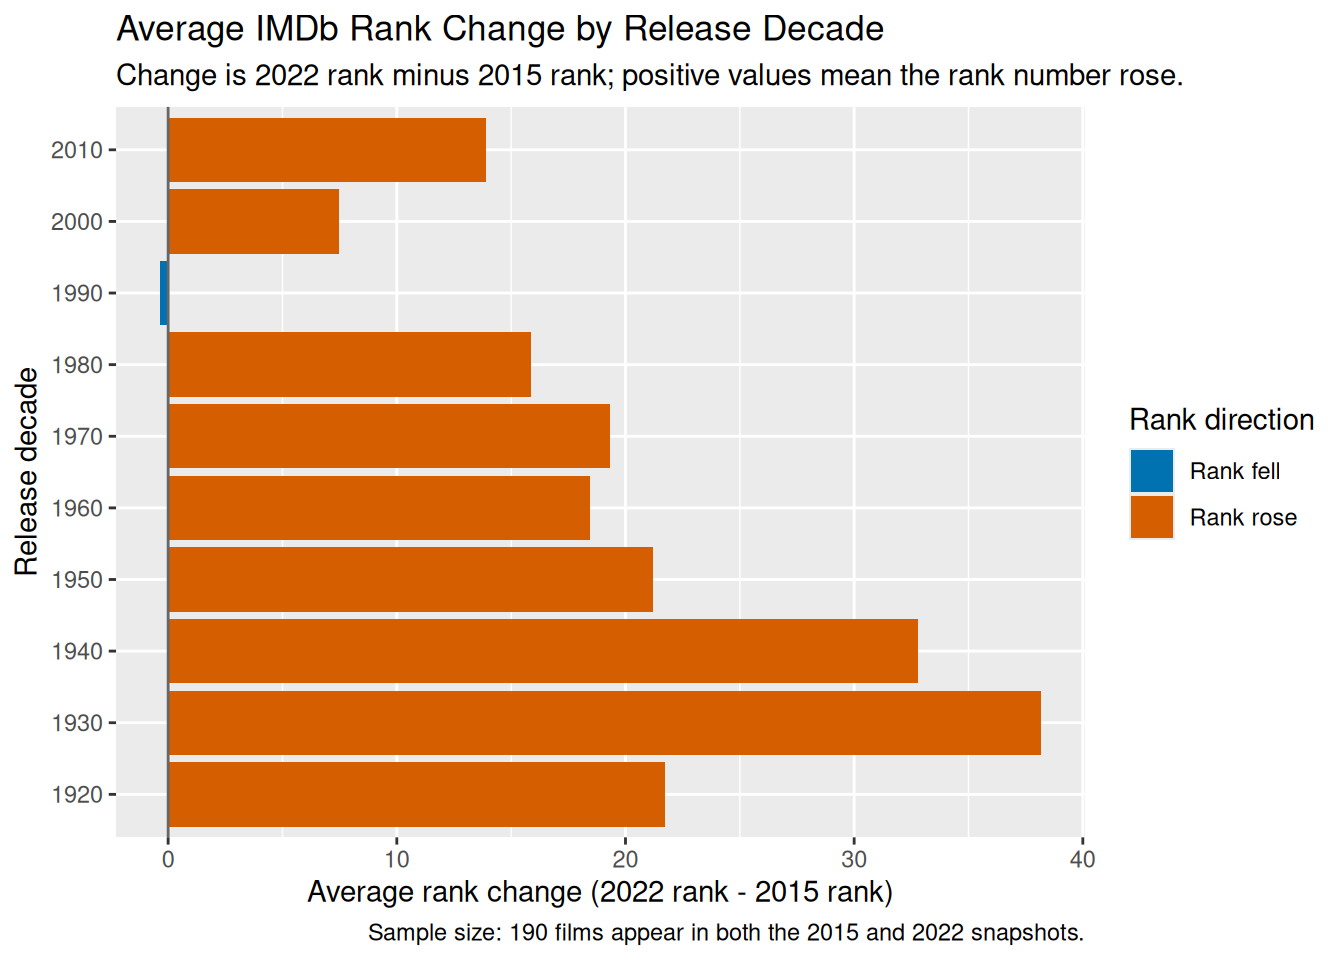 Average IMDb Rank Change by Release Decade
Change is 2022 rank minus 2015 rank; positive values mean the rank number rose.
2010
2000
1990
1980
1970
1960
1950
1940
1930
1920
Release decade
0 10 20 30 40
Average rank change (2022 rank - 2015 rank)
Rank direction
Rank fell
Rank rose
Sample size: 190 films appear in both the 2015 and 2022 snapshots.